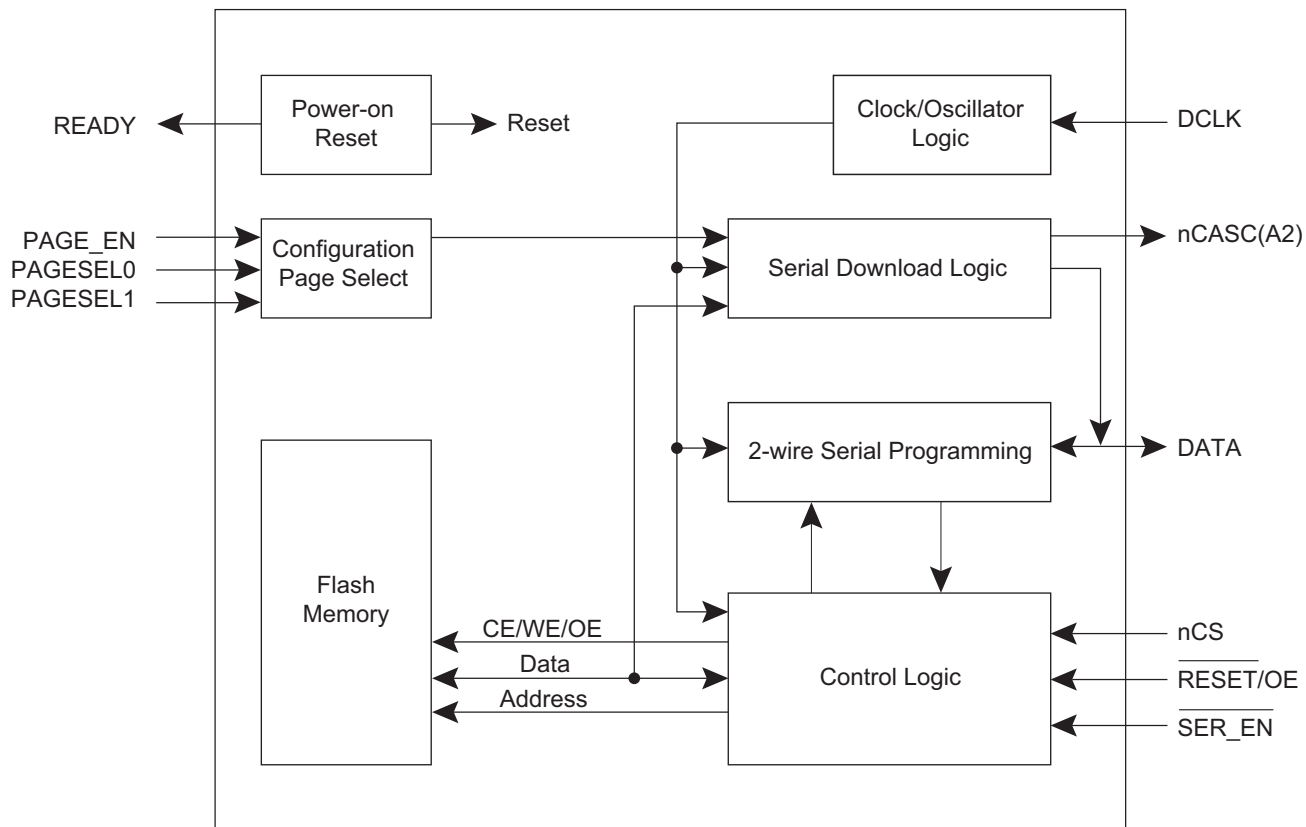 READY
Power-on
Reset
Reset
Clock/Oscillator
Logic
DCLK
PAGE_EN
PAGESEL0
PAGESEL1
Configuration
Page Select
Serial Download Logic
nCASC(A2)
2-wire Serial Programming
DATA
Flash
Memory
CE/WE/OE
Data
Address
Control Logic
nCS
RESET/OE
SER_EN